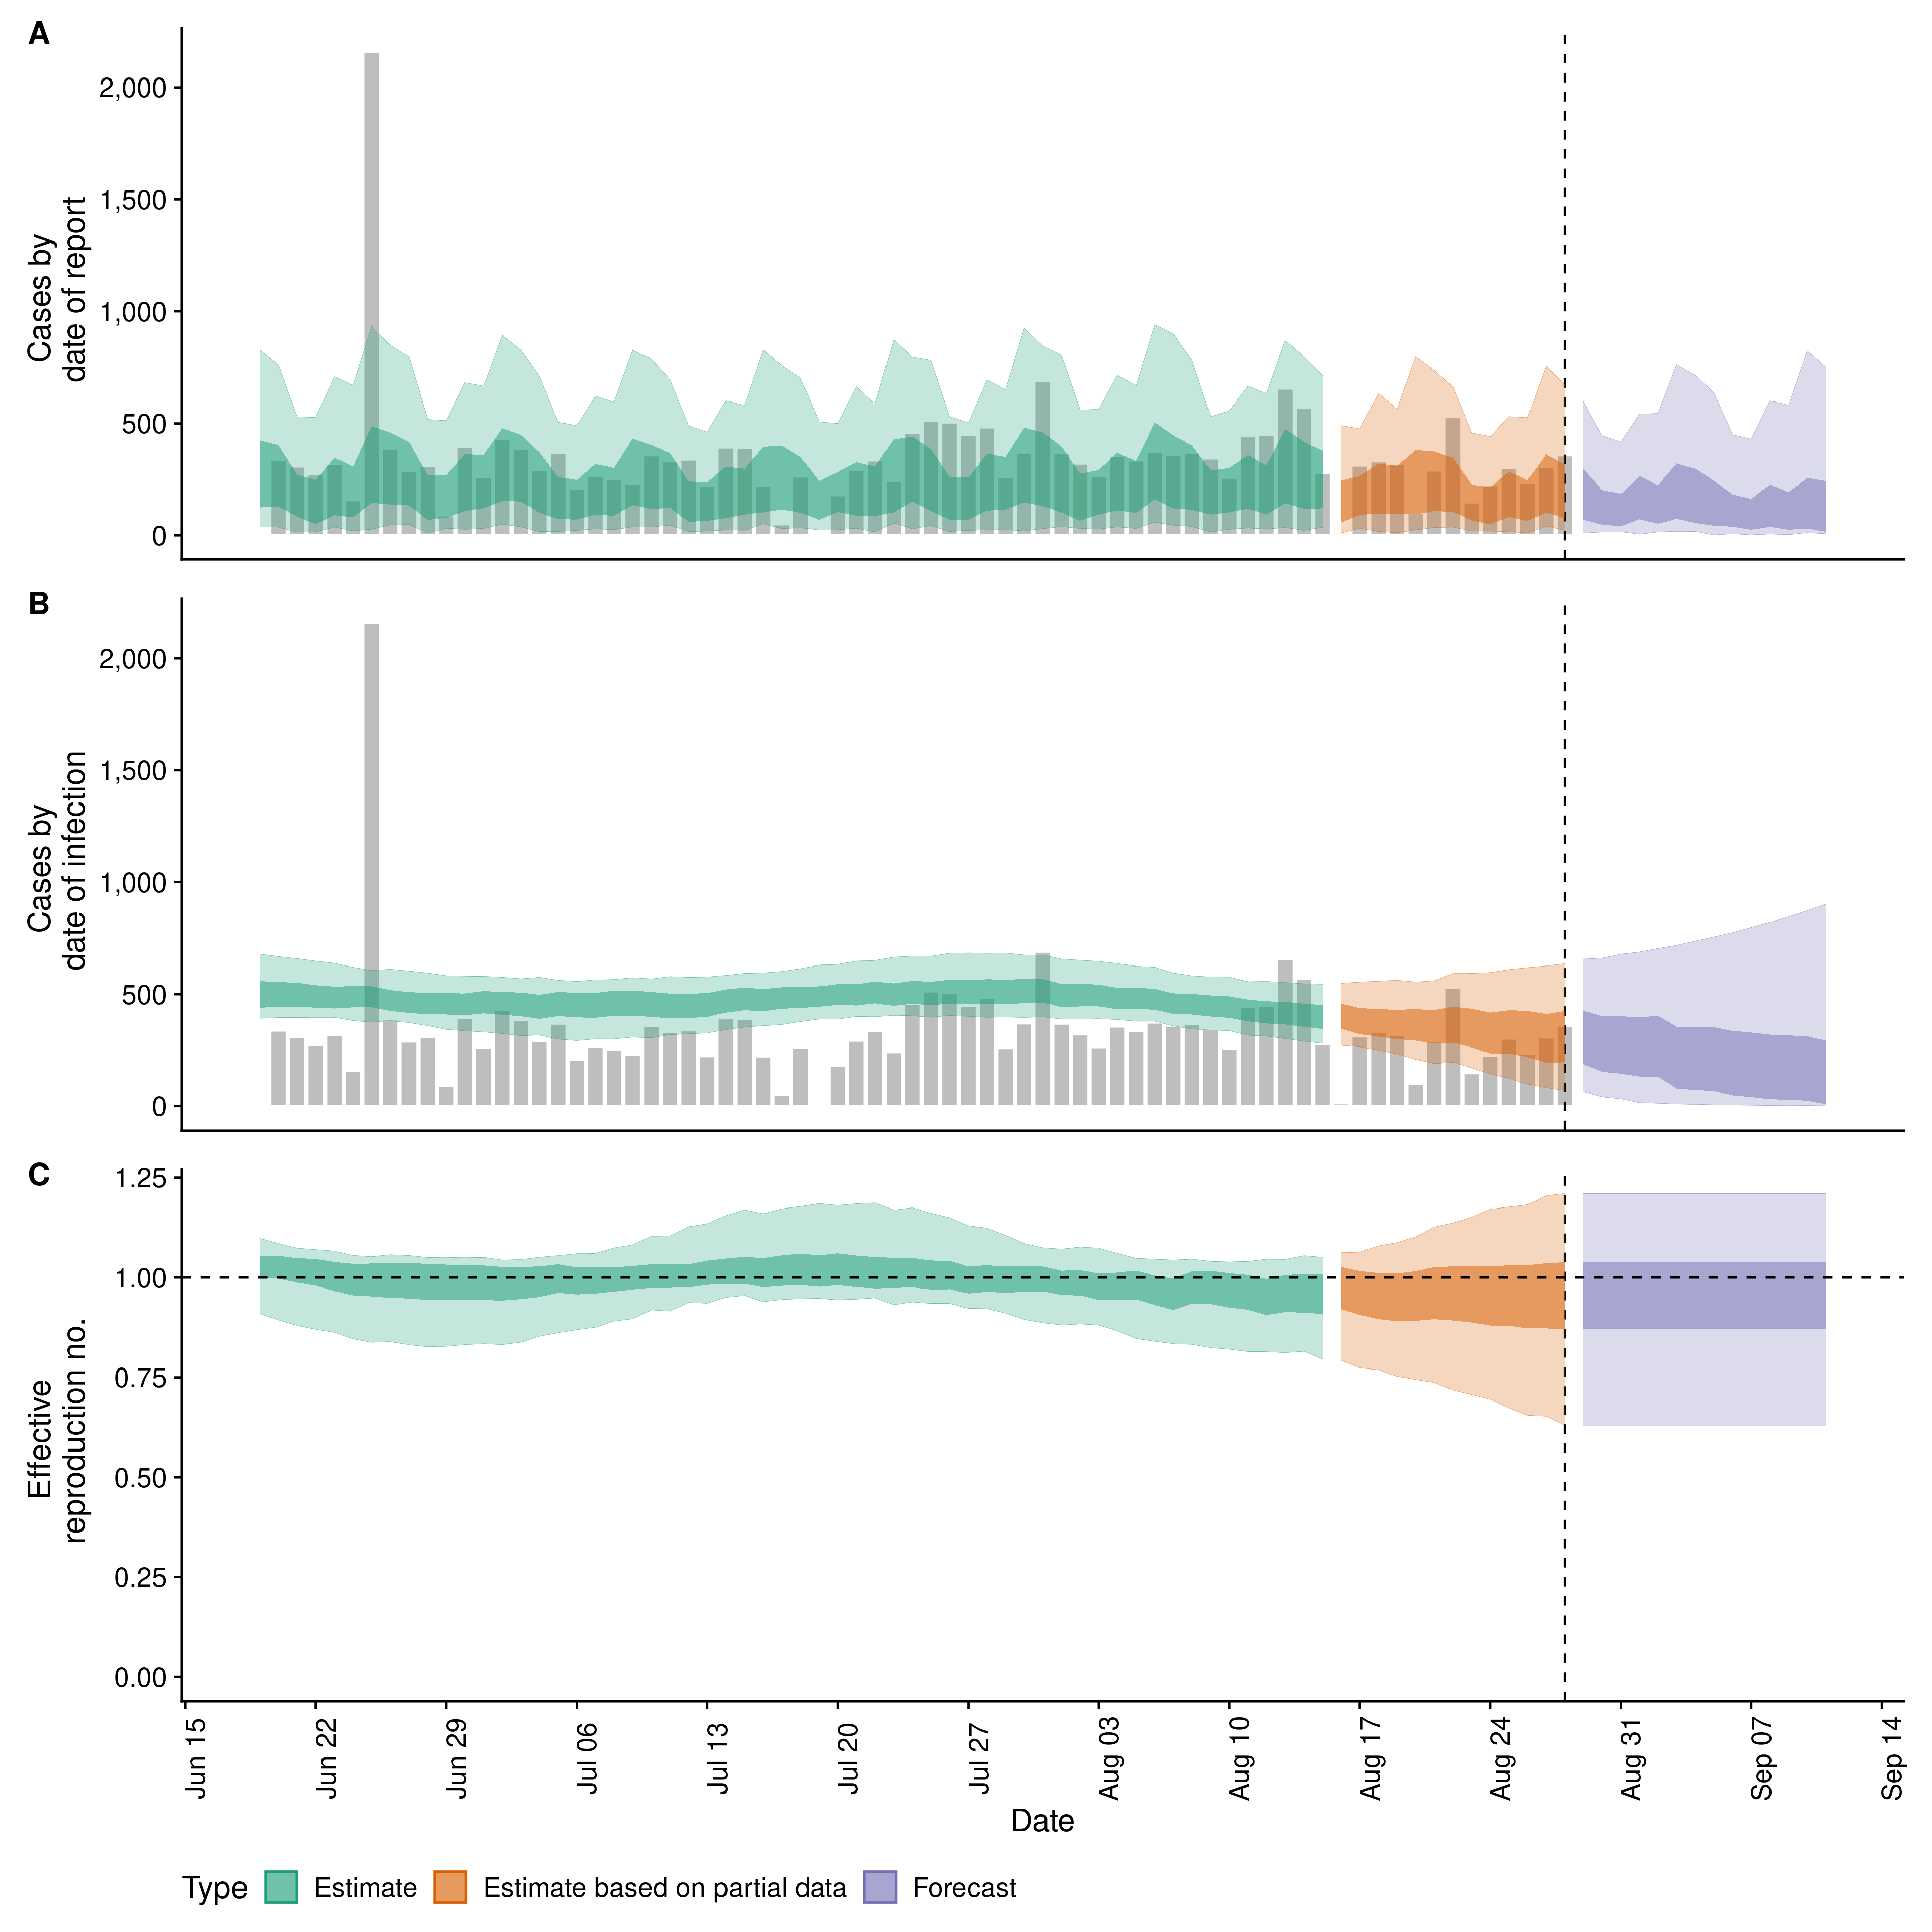 A
Cases by
date of report
2,000
1,500
1,000
500
0
B
Cases by
date of infection
2,000
1,500
1,000
500
0
C
Effective
reproduction no.
1.25
1.00
0.75
0.50
0.25
0.00
Jun 15
Jun 22
Jun 29
Jul 06
Jul 13
Jul 20
Jul 27
Aug 03
Aug 10
Aug 17
Aug 24
Aug 31
Sep 07
Sep 14
Date
Type Estimate Estimate based on partial data Forecast